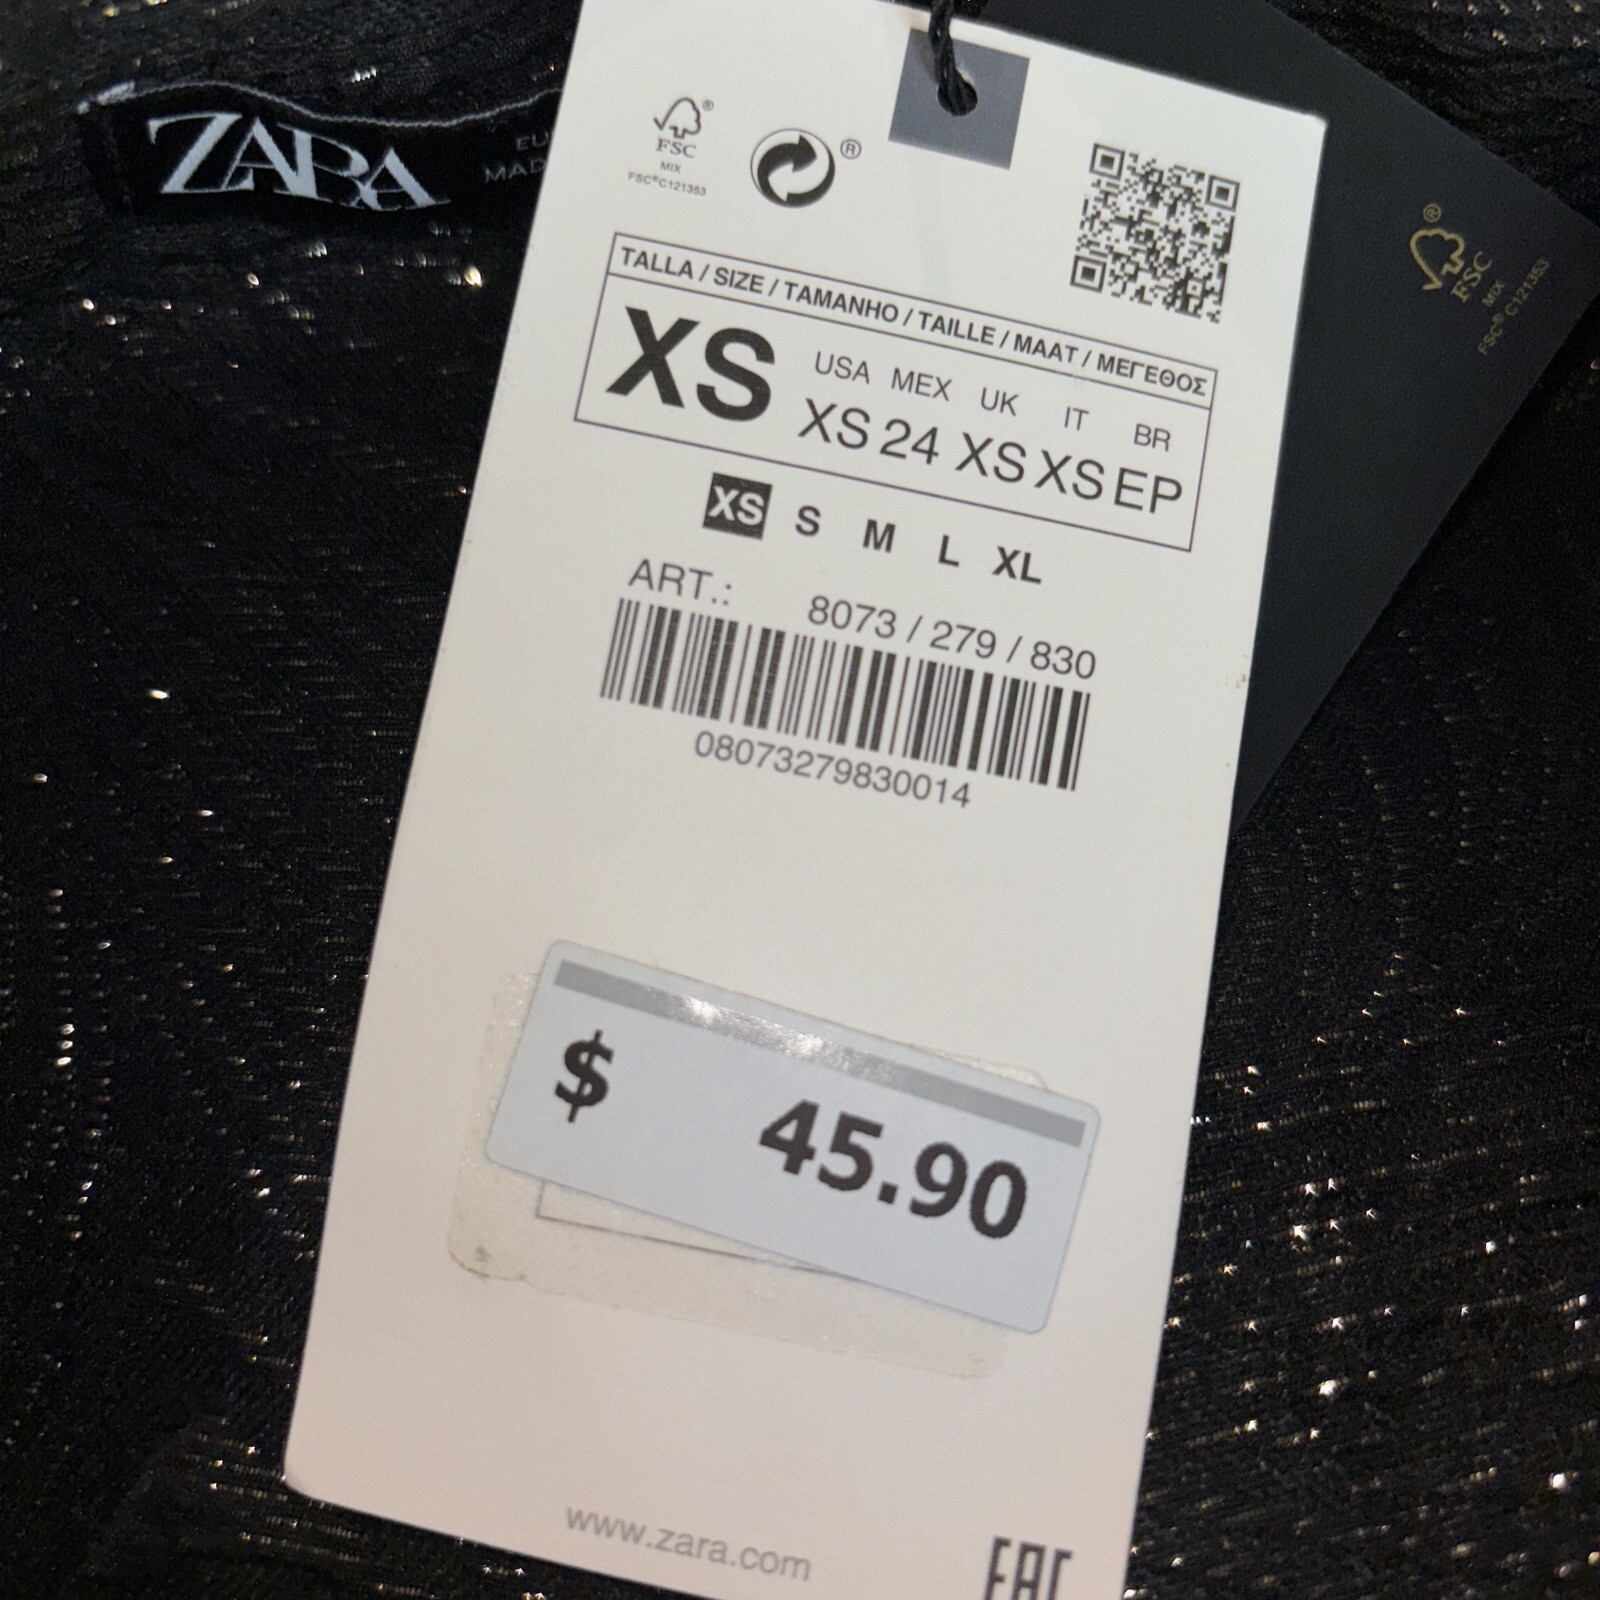 ZARA
EU
MAD
FSC®
MIX
FSC® C121353
®
TALLA / SIZE / TAMANHO / TAILLE / MAAT / ΜΕΓΕΘΟΣ
XS
USA MEX UK IT BR
XS 24 XS XS EP
XS S M L XL
ART.: 8073 / 279 / 830
08073279830014
$ 45.90
www.zara.com
EAC
®
FSC
MIX
FSC® C121353